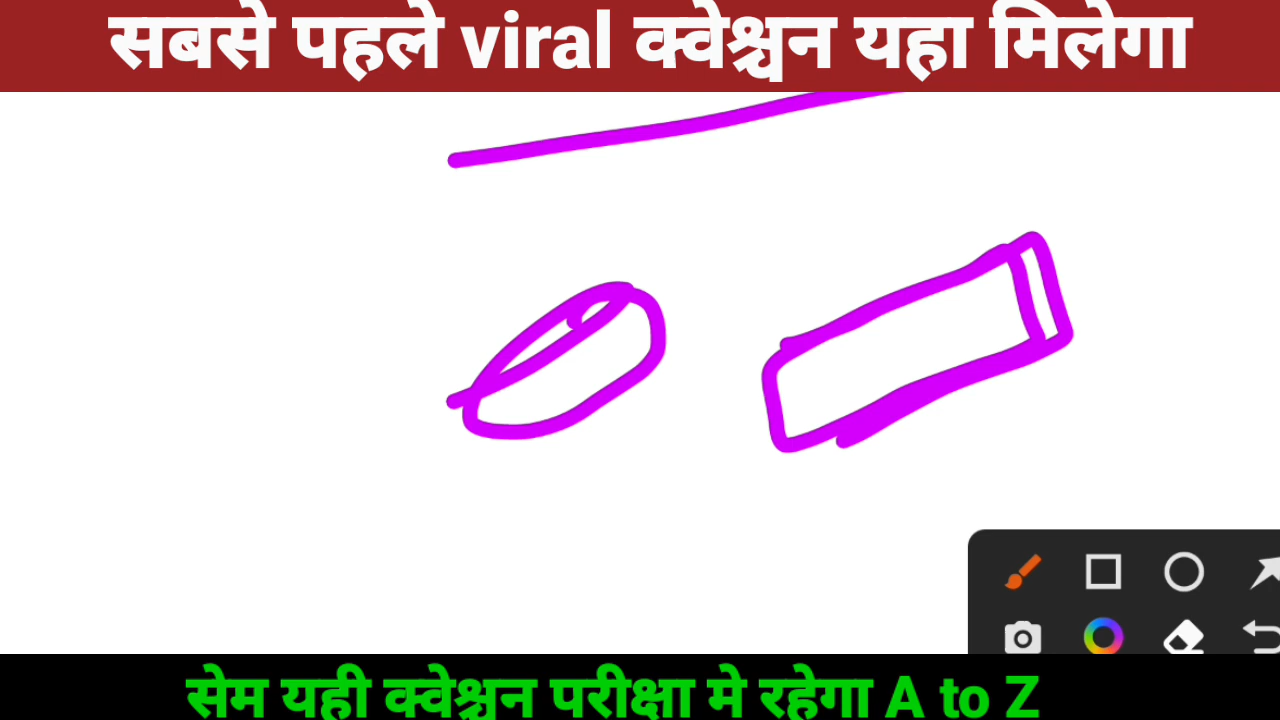 सबसे पहले viral क्वेश्चन यहा मिलेगा
सेम यही क्वेश्चन परीक्षा मे रहेगा A to Z